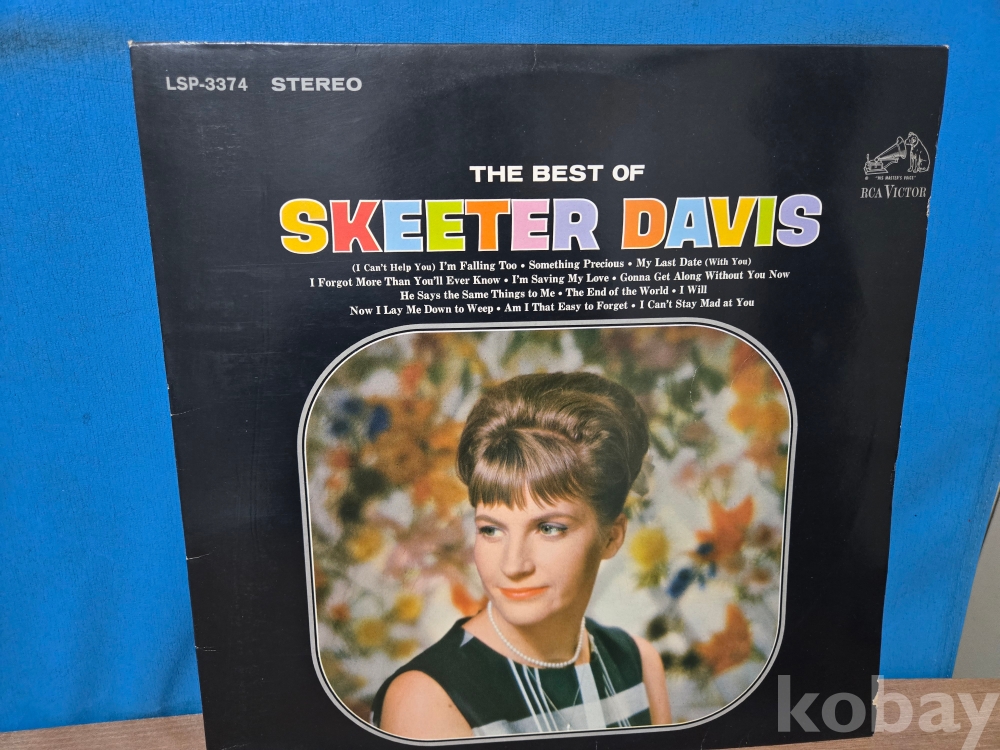 LSP-3374 STEREO
"HIS MASTER'S VOICE"
RCA VICTOR
THE BEST OF
SKEETER DAVIS
(I Can't Help You) I'm Falling Too • Something Precious • My Last Date (With You)
I Forgot More Than You'll Ever Know • I'm Saving My Love • Gonna Get Along Without You Now
He Says the Same Things to Me • The End of the World • I Will
Now I Lay Me Down to Weep • Am I That Easy to Forget • I Can't Stay Mad at You
kobay